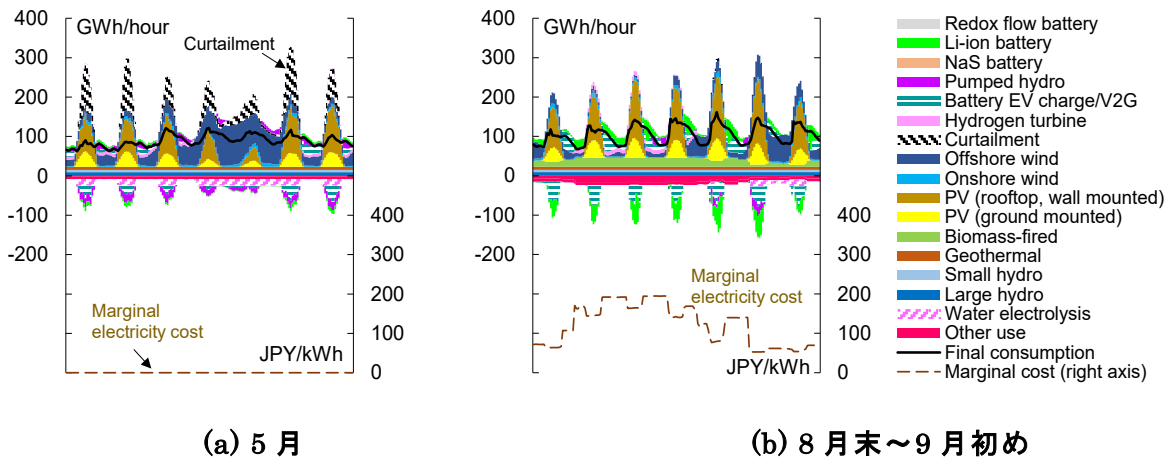 400
300
200
100
0
-100
-200
GWh/hour
Curtailment
400
300
200
100
0
Marginal
electricity cost
JPY/kWh
(a) 5 月
400
300
200
100
0
-100
-200
GWh/hour
400
300
200
100
0
Marginal
electricity cost
JPY/kWh
(b) 8 月末～9 月初め
Redox flow battery
Li-ion battery
NaS battery
Pumped hydro
Battery EV charge/V2G
Hydrogen turbine
Curtailment
Offshore wind
Onshore wind
PV (rooftop, wall mounted)
PV (ground mounted)
Biomass-fired
Geothermal
Small hydro
Large hydro
Water electrolysis
Other use
Final consumption
Marginal cost (right axis)